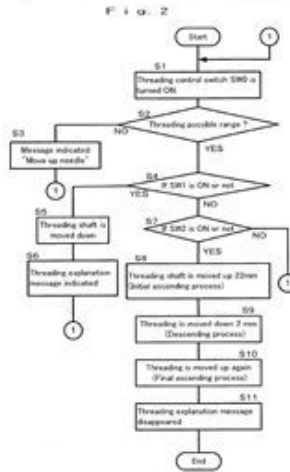 Fig. 2
Start
1
S1
Threading control switch SW0 is
turned ON
S2
Threading possible range ?
NO
YES
S3
Message indicated
"Move up needle"
1
S4
If SW1 is ON or not
YES
NO
S5
Threading shaft is
moved down
S7
If SW2 is ON or not
NO
YES
1
S6
Threading explanation
message indicated
1
S8
Threading shaft is moved up 22mm
(Initial ascending process)
S9
Threading is moved down 2 mm
(Descending process)
S10
Threading is moved up again
(Final ascending process)
S11
Threading explanation message
disappeared
End